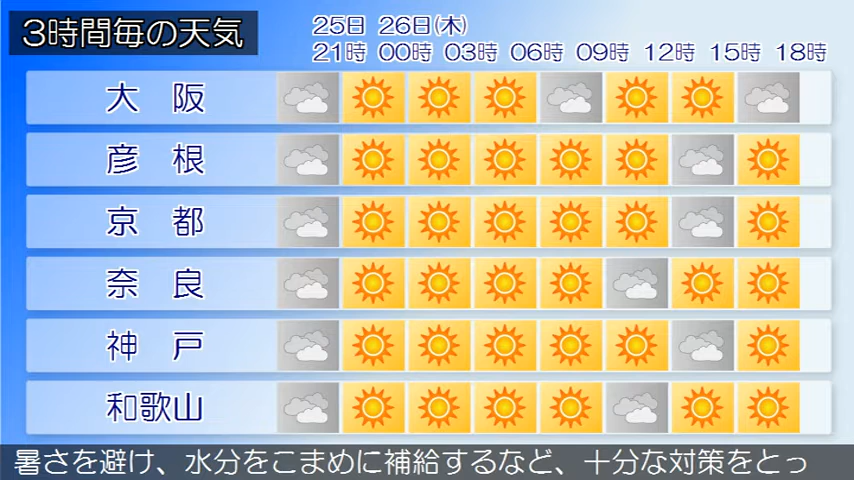 3時間毎の天気
25日 26日(木)
21時 00時 03時 06時 09時 12時 15時 18時
大阪
彦根
京都
奈良
神戸
和歌山
暑さを避け、水分をこまめに補給するなど、十分な対策をとっ